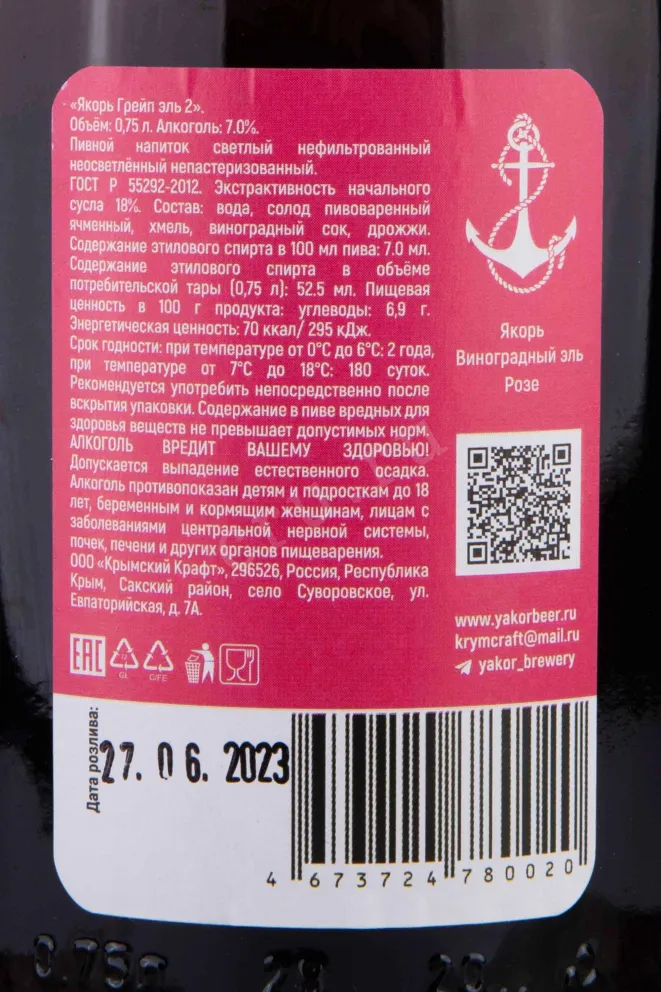 «Якорь Грейп эль 2».
Объём: 0,75 л. Алкоголь: 7.0%.
Пивной напиток светлый нефильтрованный
неосветлённый непастеризованный.
ГОСТ Р 55292-2012. Экстрактивность начального
сусла 18%. Состав: вода, солод пивоваренный
ячменный, хмель, виноградный сок, дрожжи.
Содержание этилового спирта в 100 мл пива: 7.0 мл.
Содержание этилового спирта в объёме
потребительской тары (0,75 л): 52.5 мл. Пищевая
ценность в 100 г продукта: углеводы: 6,9 г.
Энергетическая ценность: 70 ккал/ 295 кДж.
Срок годности: при температуре от 0°C до 6°C: 2 года,
при температуре от 7°C до 18°C: 180 суток.
Рекомендуется употребить непосредственно после
вскрытия упаковки. Содержание в пиве вредных для
здоровья веществ не превышает допустимых норм.
АЛКОГОЛЬ ВРЕДИТ ВАШЕМУ ЗДОРОВЬЮ!
Допускается выпадение естественного осадка.
Алкоголь противопоказан детям и подросткам до 18
лет, беременным и кормящим женщинам, лицам с
заболеваниями центральной нервной системы,
почек, печени и других органов пищеварения.
ООО «Крымский Крафт», 296526, Россия, Республика
Крым, Сакский район, село Суворовское, ул.
Евпаторийская, д. 7А.
Якорь
Виноградный эль
Розе
www.yakorbeer.ru
krymcraft@mail.ru
yakor_brewery
EAC
GL
C/FE
Дата розлива:
27. 06. 2023
4 673724 780020
0.75л